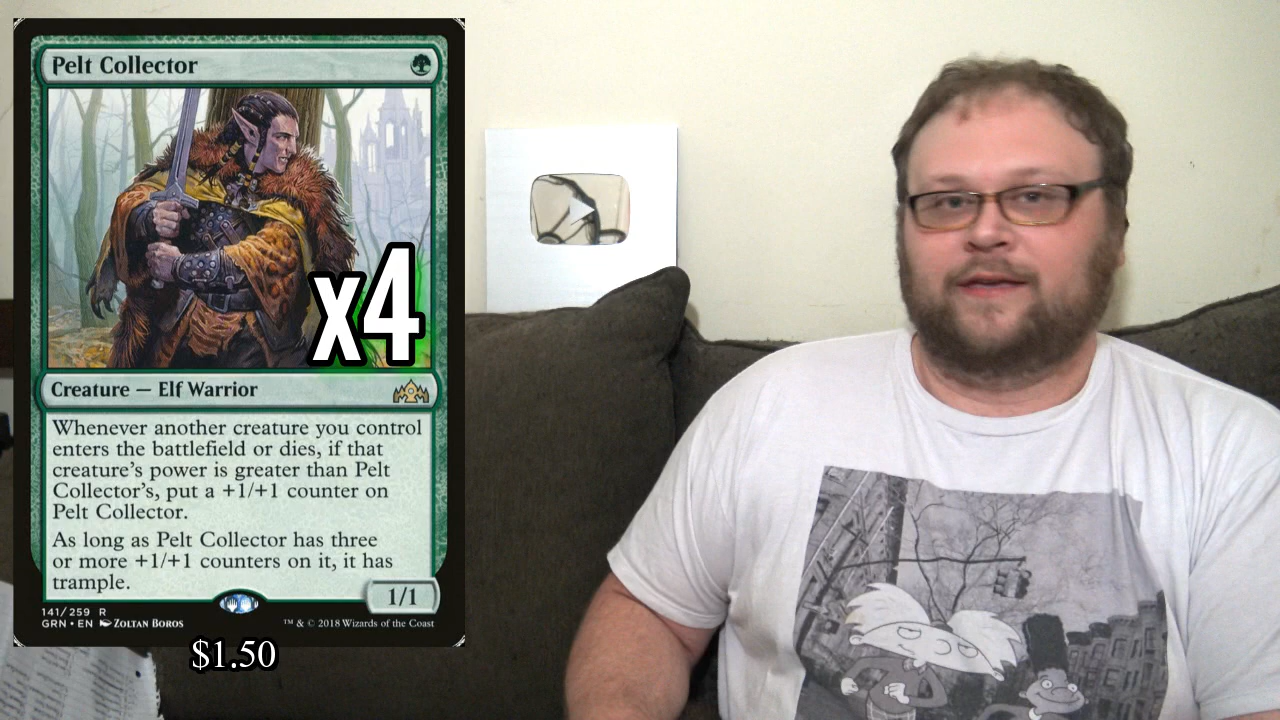 Pelt Collector
x4
Creature — Elf Warrior
Whenever another creature you control
enters the battlefield or dies, if that
creature's power is greater than Pelt
Collector's, put a +1/+1 counter on
Pelt Collector.
As long as Pelt Collector has three
or more +1/+1 counters on it, it has
trample.
1/1
141/259 R
GRN • EN Zoltan Boros
™ & © 2018 Wizards of the Coast
$1.50